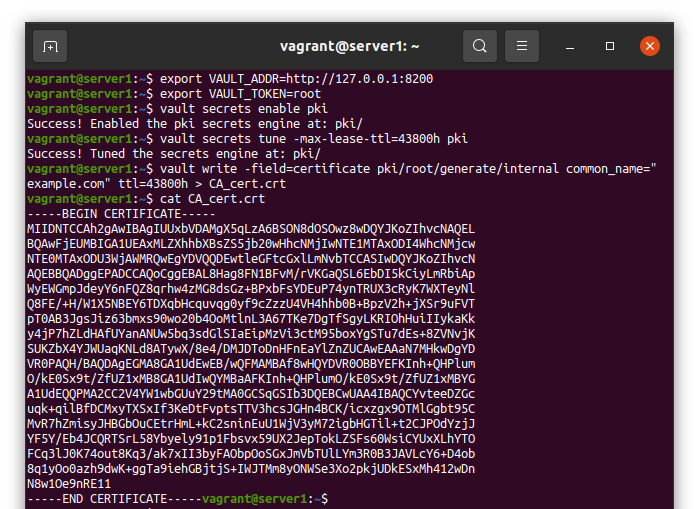 vagrant@server1: ~
vagrant@server1:~$ export VAULT_ADDR=http://127.0.0.1:8200
vagrant@server1:~$ export VAULT_TOKEN=root
vagrant@server1:~$ vault secrets enable pki
Success! Enabled the pki secrets engine at: pki/
vagrant@server1:~$ vault secrets tune -max-lease-ttl=43800h pki
Success! Tuned the secrets engine at: pki/
vagrant@server1:~$ vault write -field=certificate pki/root/generate/internal common_name="
example.com" ttl=43800h > CA_cert.crt
vagrant@server1:~$ cat CA_cert.crt
-----BEGIN CERTIFICATE-----
MIIDNTCCAh2gAwIBAgIUUxbVDAMgX5qLzA6BSON8dOSOwz8wDQYJKoZIhvcNAQEL
BQAwFjEUMBIGA1UEAxMLZXhhbXBsZS5jb20wHhcNMjIwNTE1MTAxODI4WhcNMjcw
NTE0MTAxODU3WjAWMRQwEgYDVQQDEwtleGFtcGxlLmNvbTCCASIwDQYJKoZIhvcN
AQEBBQADggEPADCCAQoCggEBAL8Hag8FN1BFvM/rVKGaQSL6EbDI5kCiyLmRbiAp
WyEWGmpJdeyY6nFQZ8qrhw4zMG8dsGz+BPxbFsYDEuP74ynTRUX3cRyK7WXTeyNl
Q8FE/+H/W1X5NBEY6TDXqbHcquvqg0yf9cZzzU4VH4hhb0B+BpzV2h+jXSr9uFVT
pT0AB3JgsJiz63bmxs90wo20b4OoMtlnL3A67TKe7DgTfSgyLKRIOhHuiIIykaKk
y4jP7hZLdHAfUYanANUw5bq3sdGlSIaEipMzVi3ctM95boxYgSTu7dEs+8ZVNvjK
SUKZbX4YJWUaqKNLd8ATywX/8e4/DMJDToDnHFnEaYlZnZUCAwEAAaN7MHkwDgYD
VR0PAQH/BAQDAgEGMA8GA1UdEwEB/wQFMAMBAf8wHQYDVR0OBBYEFKInh+QHPlum
O/kE0Sx9t/ZfUZ1xMB8GA1UdIwQYMBaAFKInh+QHPlumO/kE0Sx9t/ZfUZ1xMBYG
A1UdEQQPMA2CC2V4YW1wbGUuY29tMA0GCSqGSIb3DQEBCwUAA4IBAQCYvteeDZGc
uqk+qilBfDCMxyTXSxIf3KeDtFvptsTTV3hcsJGHn4BCK/icxzgx9OTMlGgbt95C
MvR7hZmisyJHBGbOuCEtrHmL+kC2sninEuU1WjV3yM72igbHGTil+t2CJPOdYzjJ
YF5Y/Eb4JCQRTSrL58Ybyely91p1Fbsvx59UX2JepTokLZSFs60WsiCYUxXLhYTO
FCq3lJ0K74out8Kq3/ak7xII3byFAObpOoSGxJmVbTUlLYm3R0B3JAVLcY6+D4ob
8q1yOo0azh9dwK+ggTa9iehGBjtjS+IWJTMm8yONWSe3Xo2pkjUDkESxMh412wDn
N8w1Oe9nRE11
-----END CERTIFICATE-----vagrant@server1:~$